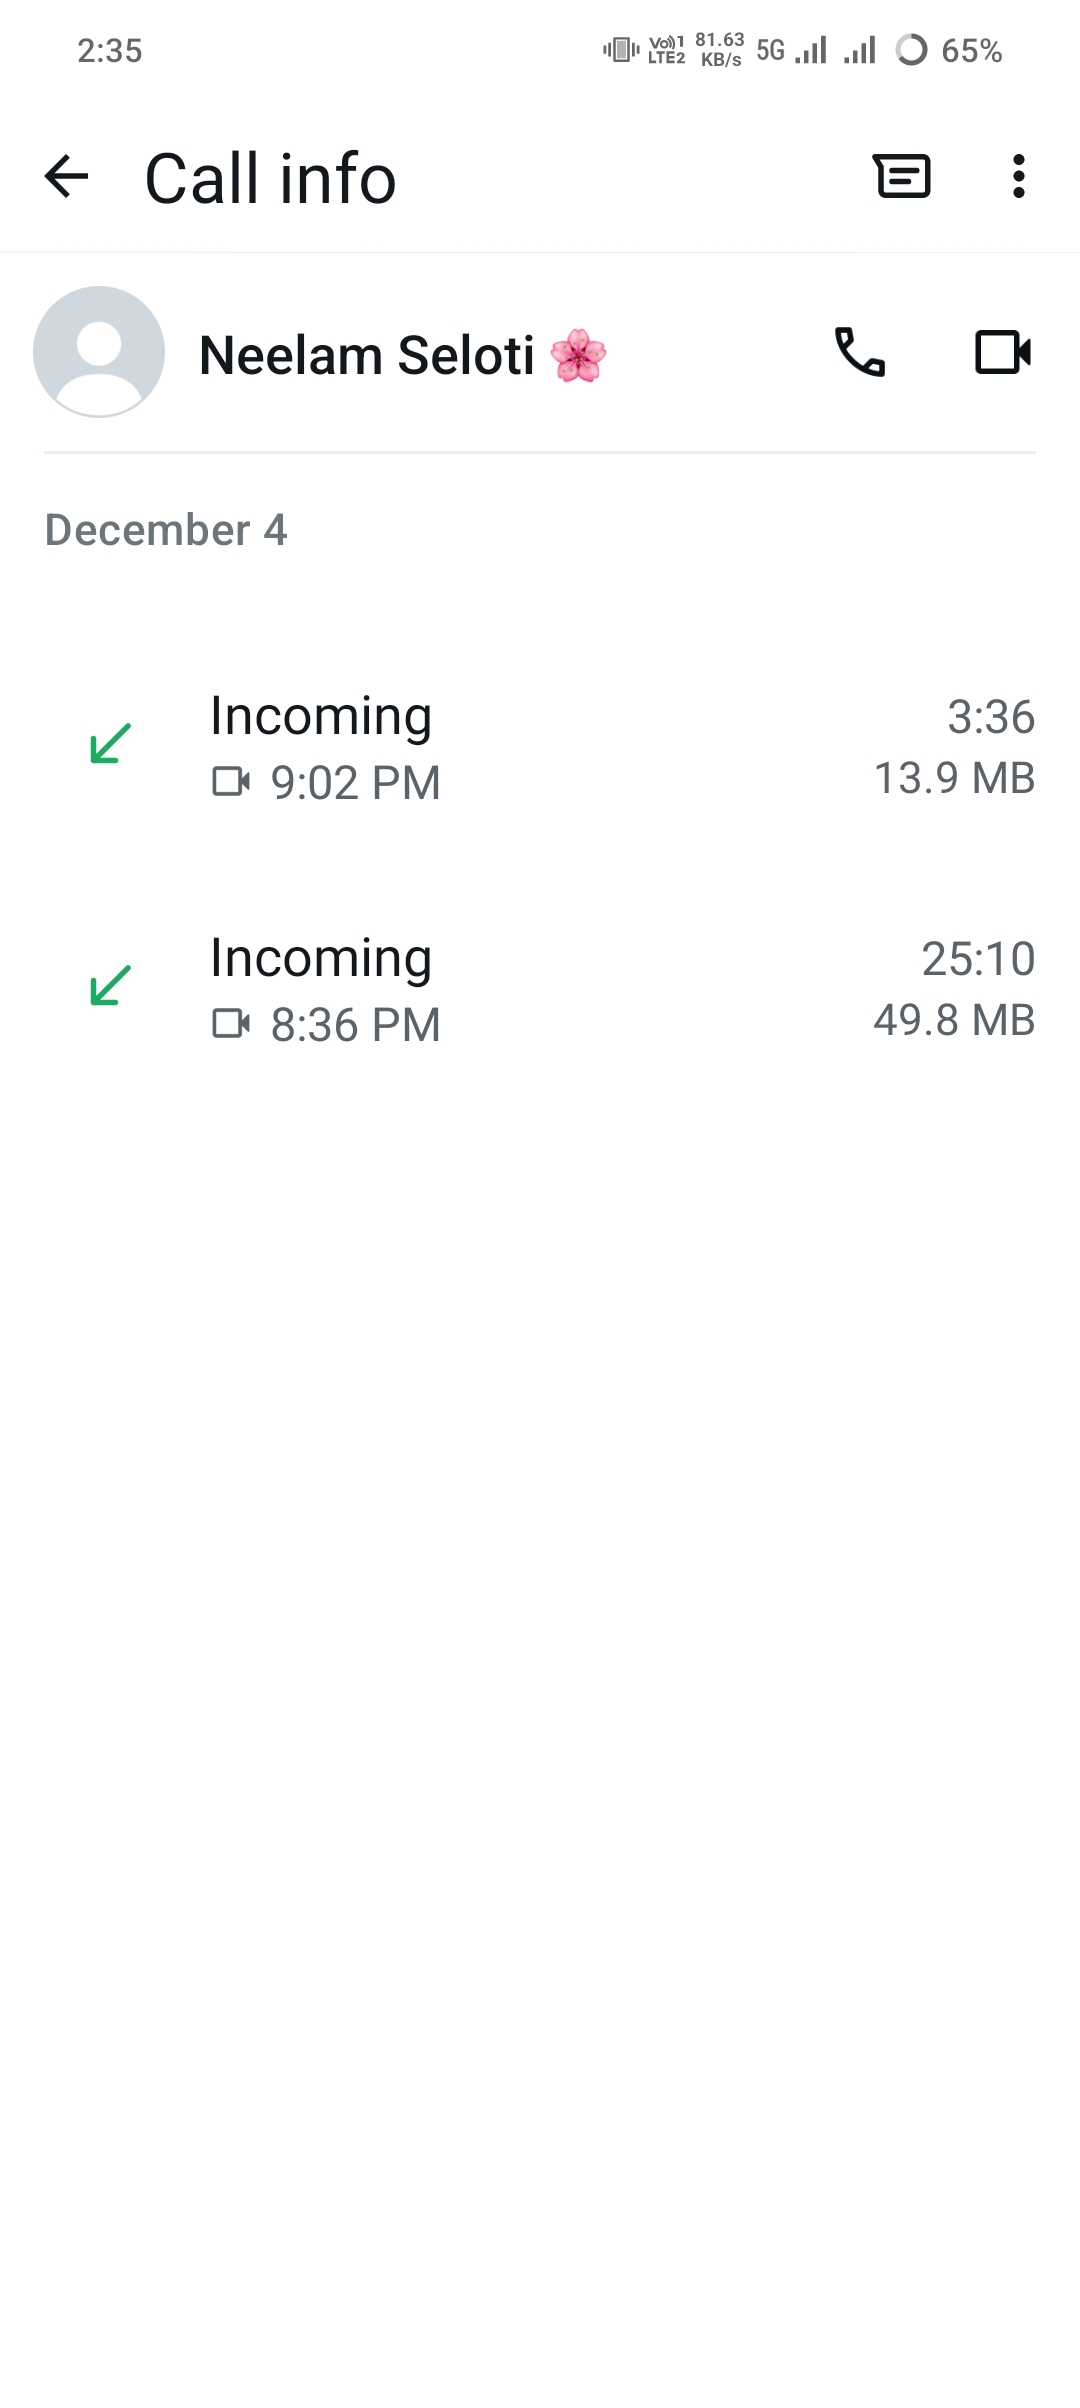 2:35 Vo))1 LTE2 81.63 KB/s 5G 65%
Call info
Neelam Seloti 🌸
December 4
Incoming 3:36
9:02 PM 13.9 MB
Incoming 25:10
8:36 PM 49.8 MB